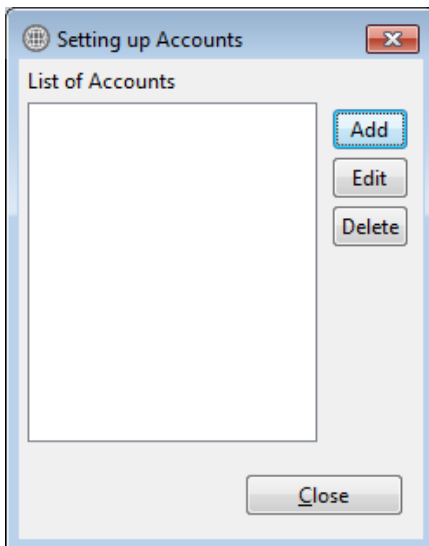 Setting up Accounts
List of Accounts
Add
Edit
Delete
Close